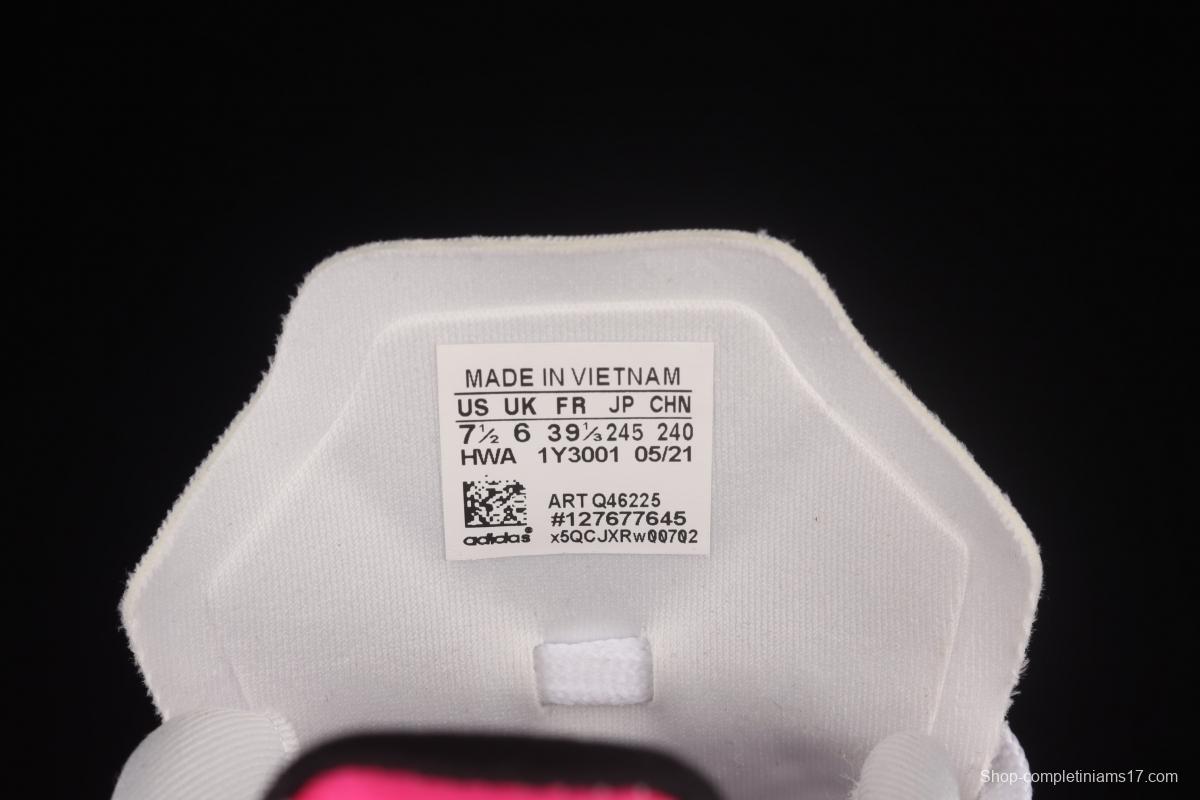 MADE IN VIETNAM
US UK FR JP CHN
7½ 6 39⅓ 245 240
HWA 1Y3001 05/21
ART Q46225
#127677645
adidas®
x5QCJXRw00702
Shop-completiniams17.com